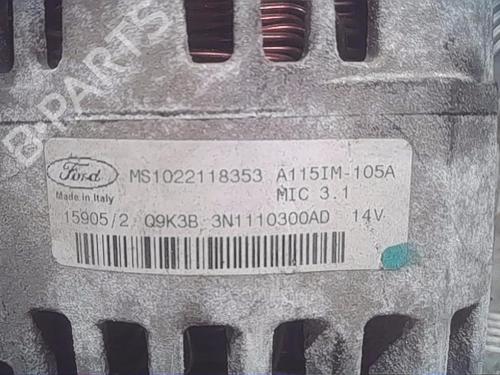 B-PARTS
Ford MS1022118353 A115IM-105A
Made in Italy MIC 3.1
15905/2 Q9K3B 3N1110300AD 14V